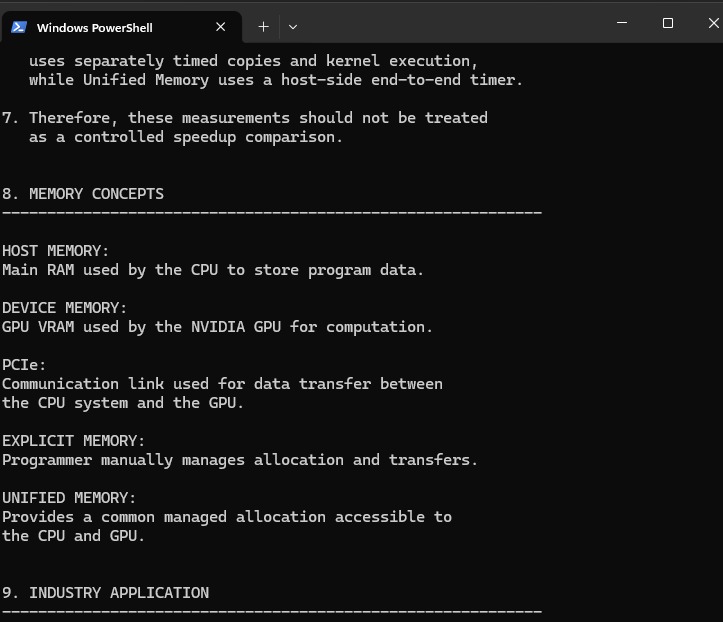 Windows PowerShell
uses separately timed copies and kernel execution,
while Unified Memory uses a host-side end-to-end timer.
7. Therefore, these measurements should not be treated
as a controlled speedup comparison.
8. MEMORY CONCEPTS
------------------------------------------------------------
HOST MEMORY:
Main RAM used by the CPU to store program data.
DEVICE MEMORY:
GPU VRAM used by the NVIDIA GPU for computation.
PCIe:
Communication link used for data transfer between
the CPU system and the GPU.
EXPLICIT MEMORY:
Programmer manually manages allocation and transfers.
UNIFIED MEMORY:
Provides a common managed allocation accessible to
the CPU and GPU.
9. INDUSTRY APPLICATION
------------------------------------------------------------